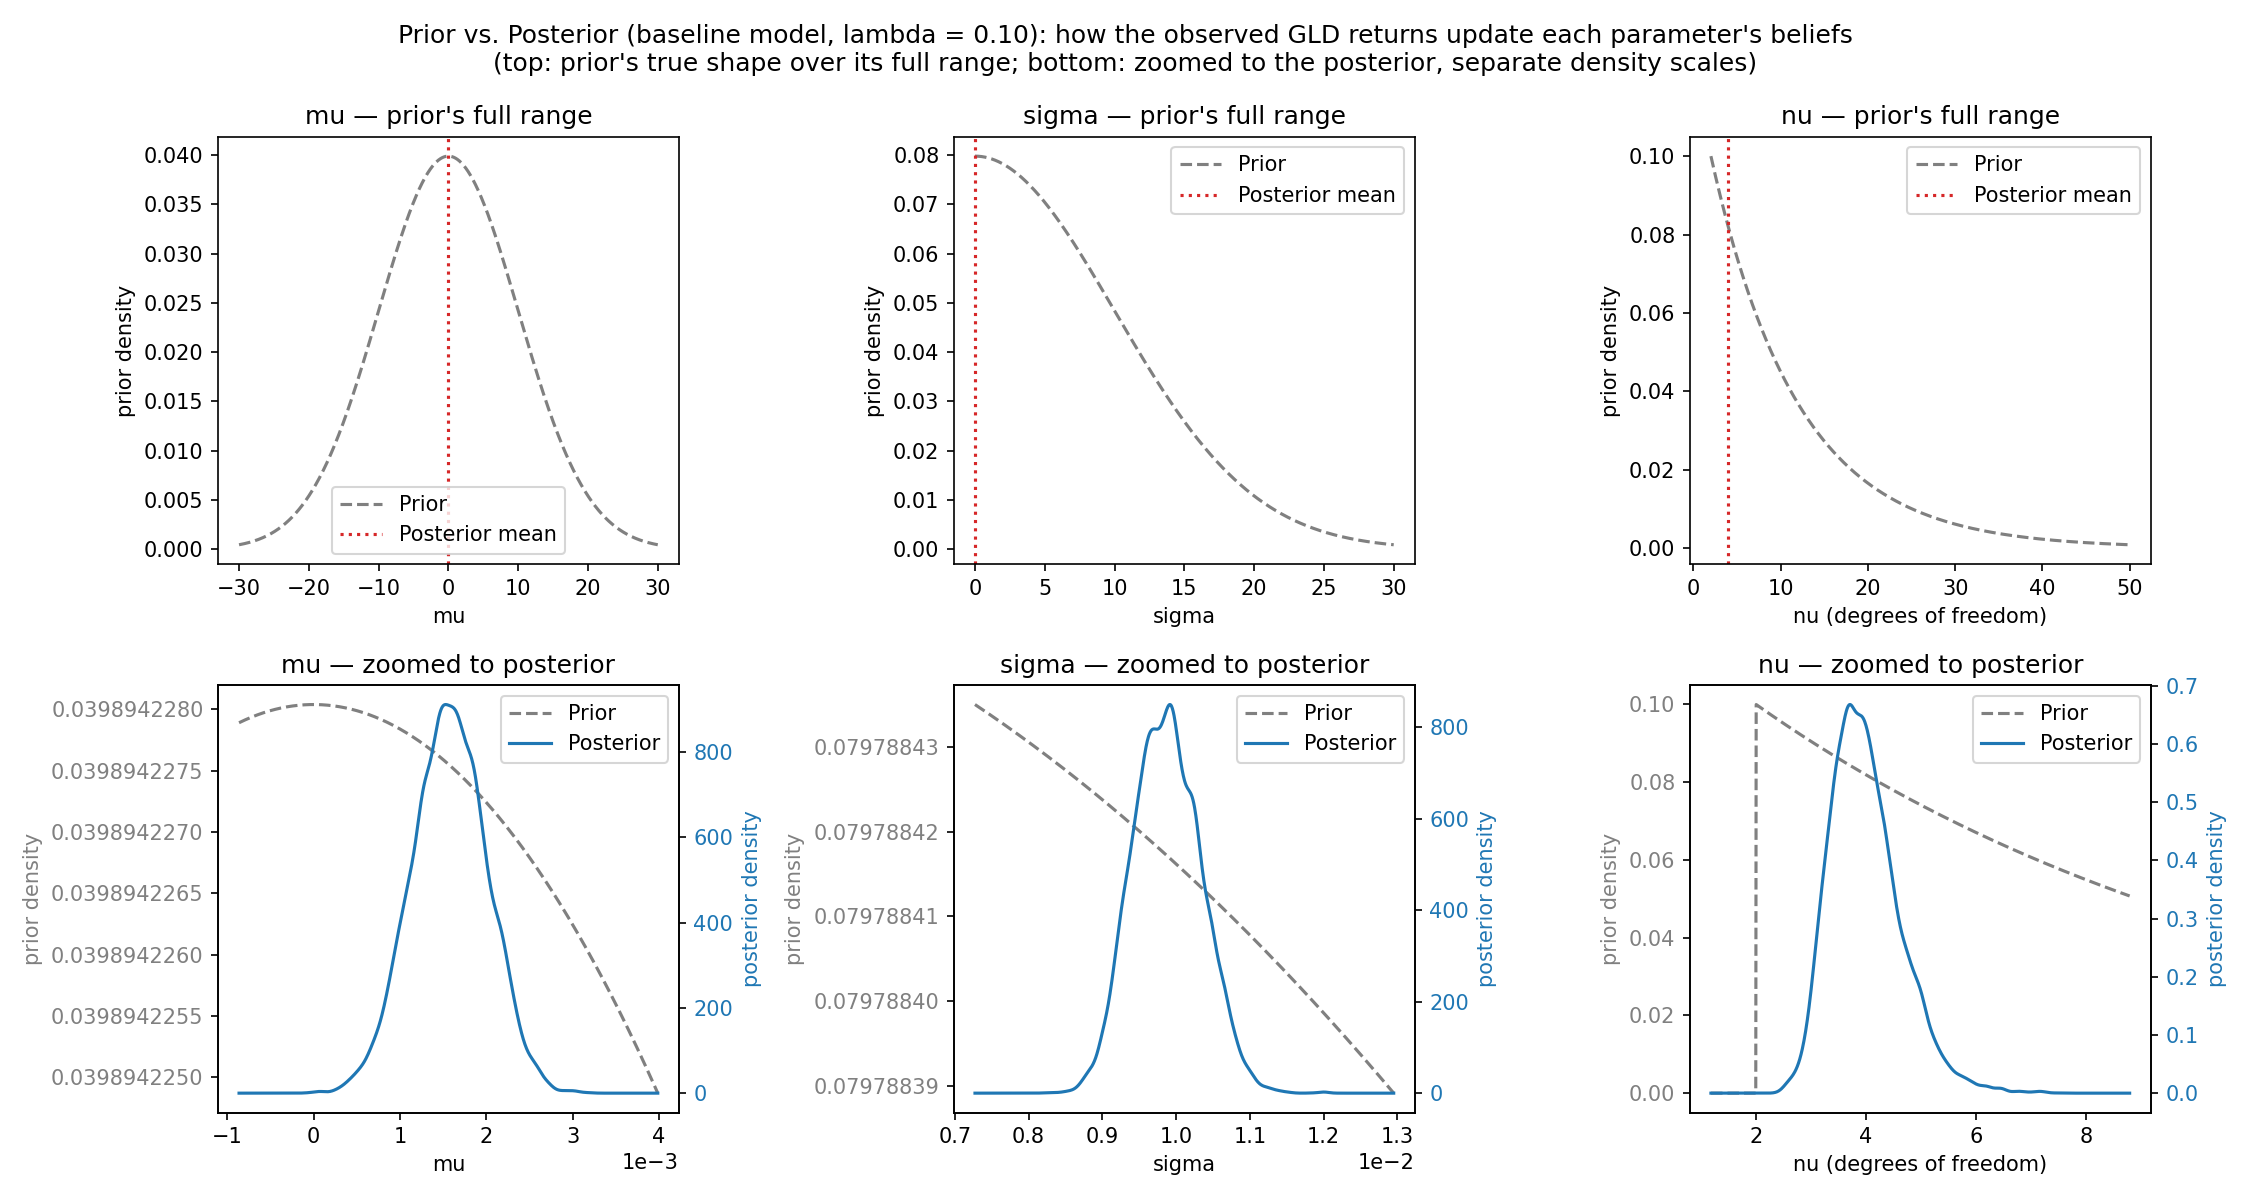 Prior vs. Posterior (baseline model, lambda = 0.10): how the observed GLD returns update each parameter's beliefs
(top: prior's true shape over its full range; bottom: zoomed to the posterior, separate density scales)
mu — prior's full range
prior density
0.040
0.035
0.030
0.025
0.020
0.015
0.010
0.005
0.000
Prior
Posterior mean
−30
−20
−10
0
10
20
30
mu
sigma — prior's full range
prior density
0.08
0.07
0.06
0.05
0.04
0.03
0.02
0.01
0.00
Prior
Posterior mean
0
5
10
15
20
25
30
sigma
nu — prior's full range
prior density
0.10
0.08
0.06
0.04
0.02
0.00
Prior
Posterior mean
0
10
20
30
40
50
nu (degrees of freedom)
mu — zoomed to posterior
prior density
0.0398942280
0.0398942275
0.0398942270
0.0398942265
0.0398942260
0.0398942255
0.0398942250
Prior
Posterior
800
600
400
200
0
posterior density
−1
0
1
2
3
4
1e−3
mu
sigma — zoomed to posterior
prior density
0.07978843
0.07978842
0.07978841
0.07978840
0.07978839
Prior
Posterior
800
600
400
200
0
posterior density
0.7
0.8
0.9
1.0
1.1
1.2
1.3
1e−2
sigma
nu — zoomed to posterior
prior density
0.10
0.08
0.06
0.04
0.02
0.00
Prior
Posterior
0.7
0.6
0.5
0.4
0.3
0.2
0.1
0.0
posterior density
2
4
6
8
nu (degrees of freedom)